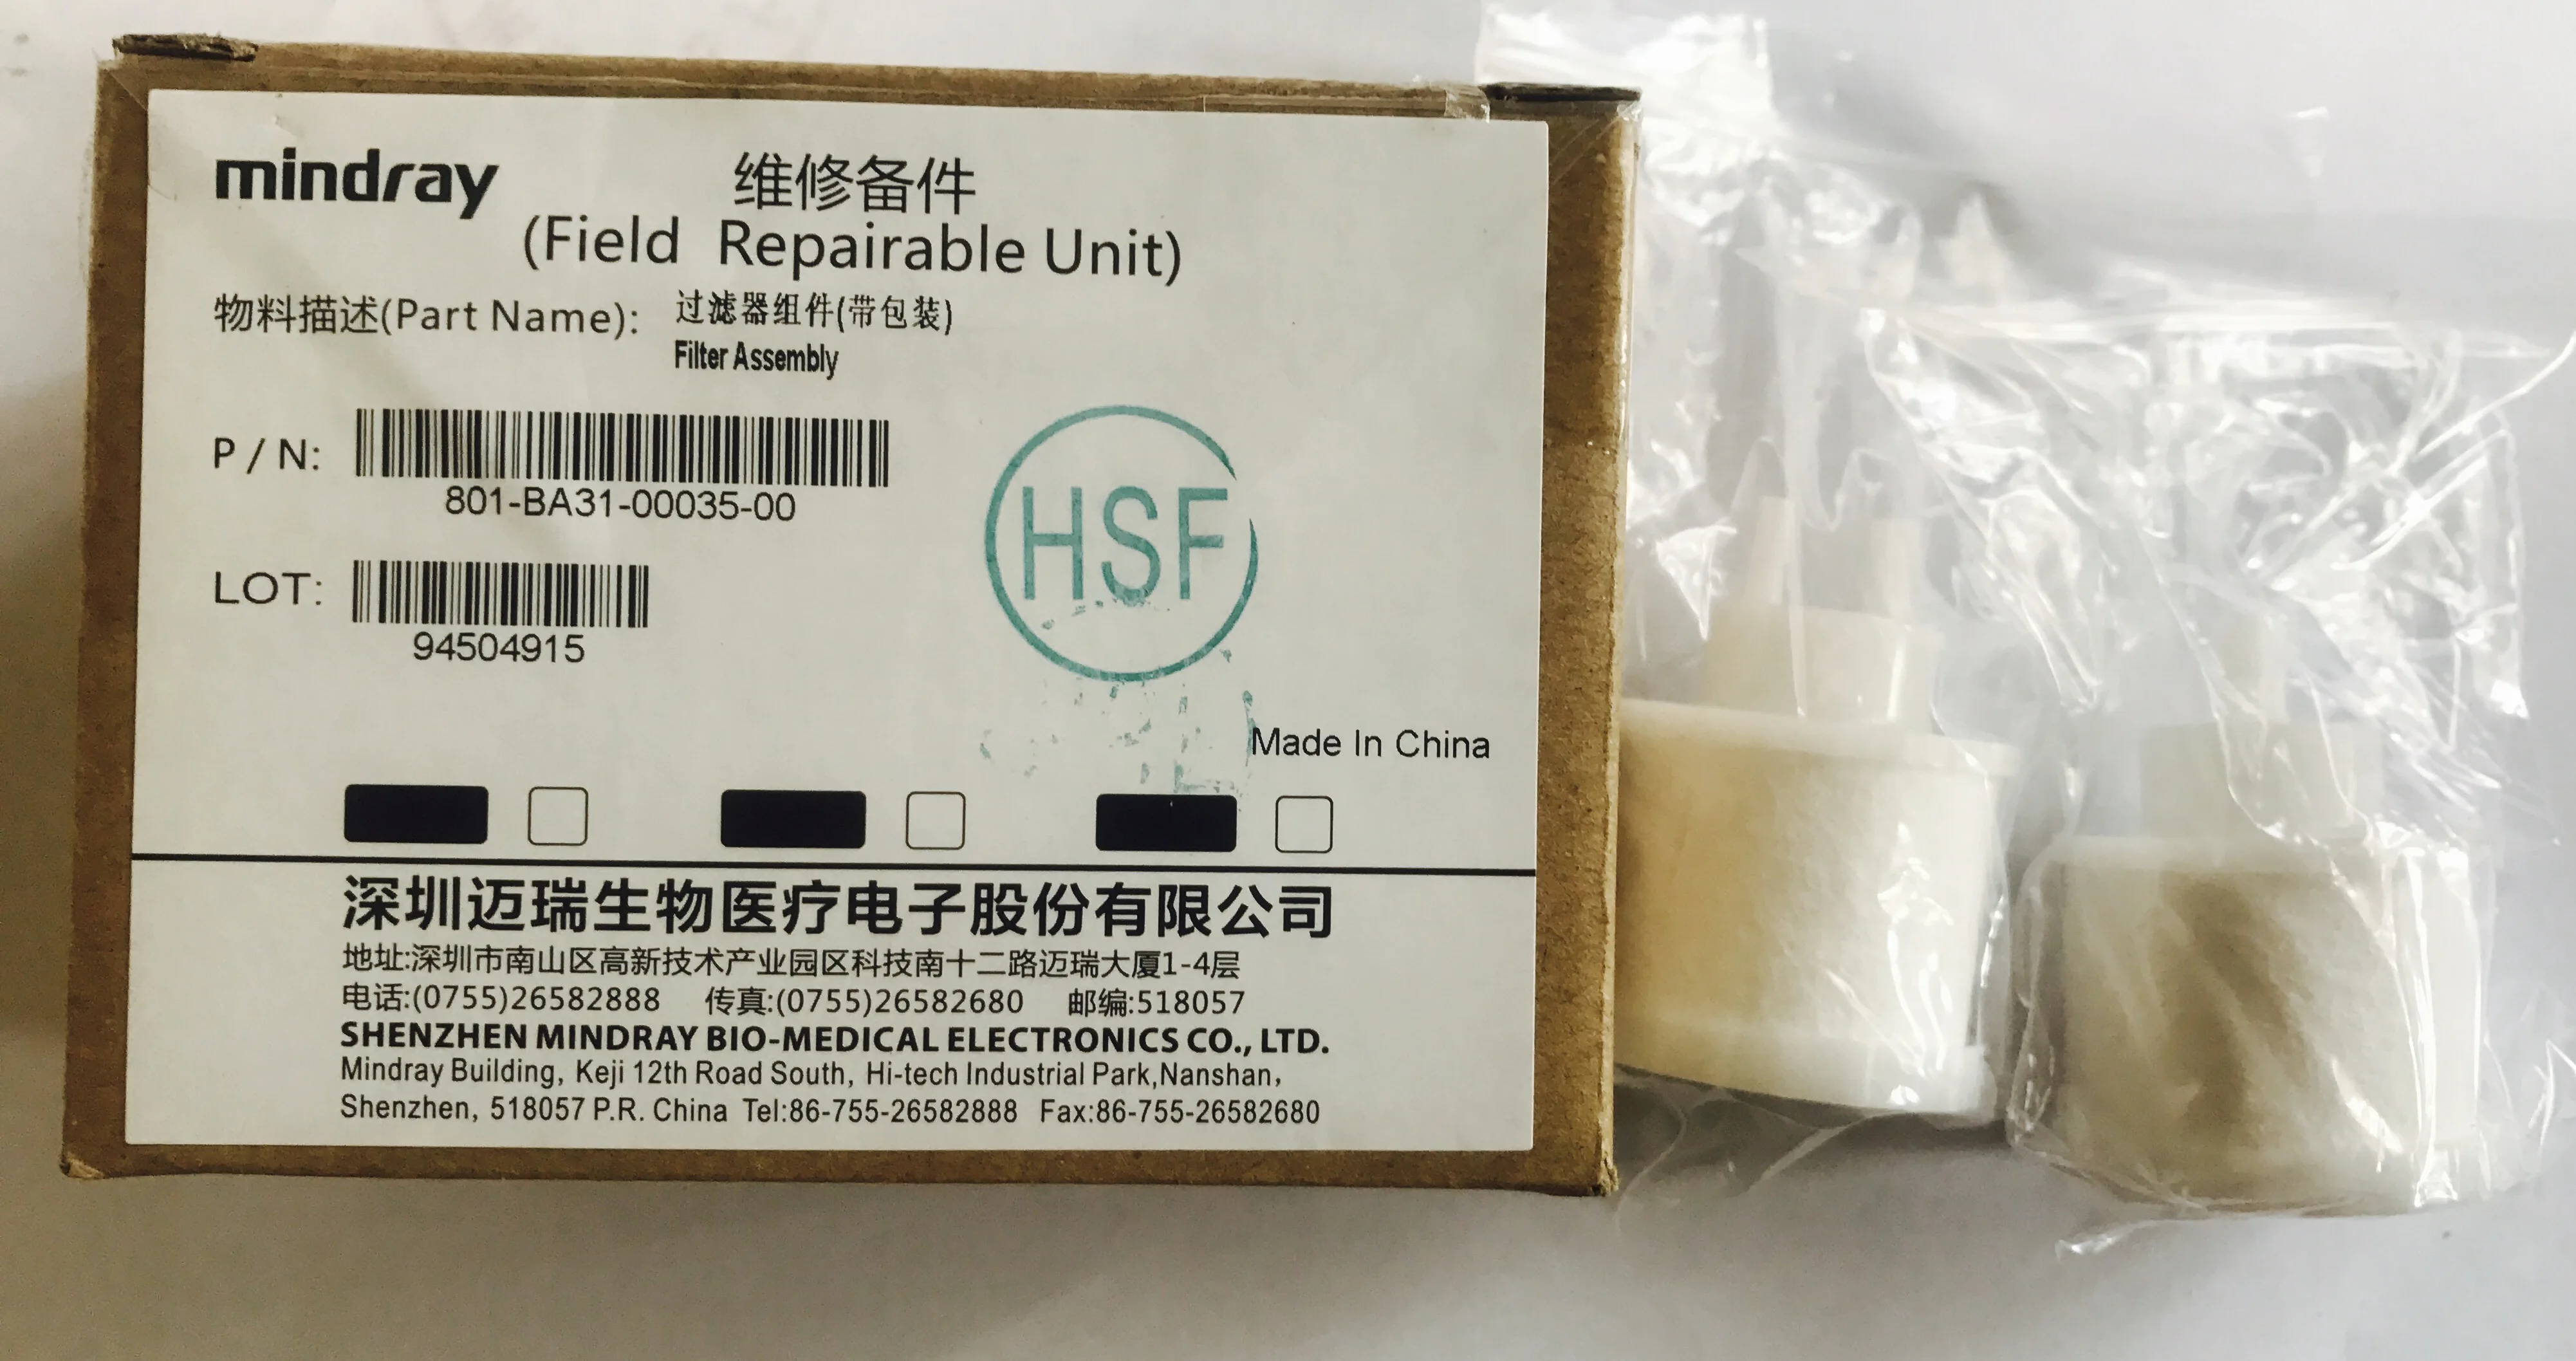 mindray
维修备件
(Field Repairable Unit)
物料描述(Part Name): 过滤器组件(带包装)
Filter Assembly
P / N:
801-BA31-00035-00
HSF
LOT:
94504915
Made In China
深圳迈瑞生物医疗电子股份有限公司
地址:深圳市南山区高新技术产业园区科技南十二路迈瑞大厦1-4层
电话:(0755)26582888 传真:(0755)26582680 邮编:518057
SHENZHEN MINDRAY BIO-MEDICAL ELECTRONICS CO., LTD.
Mindray Building, Keji 12th Road South, Hi-tech Industrial Park,Nanshan,
Shenzhen, 518057 P.R. China Tel:86-755-26582888 Fax:86-755-26582680